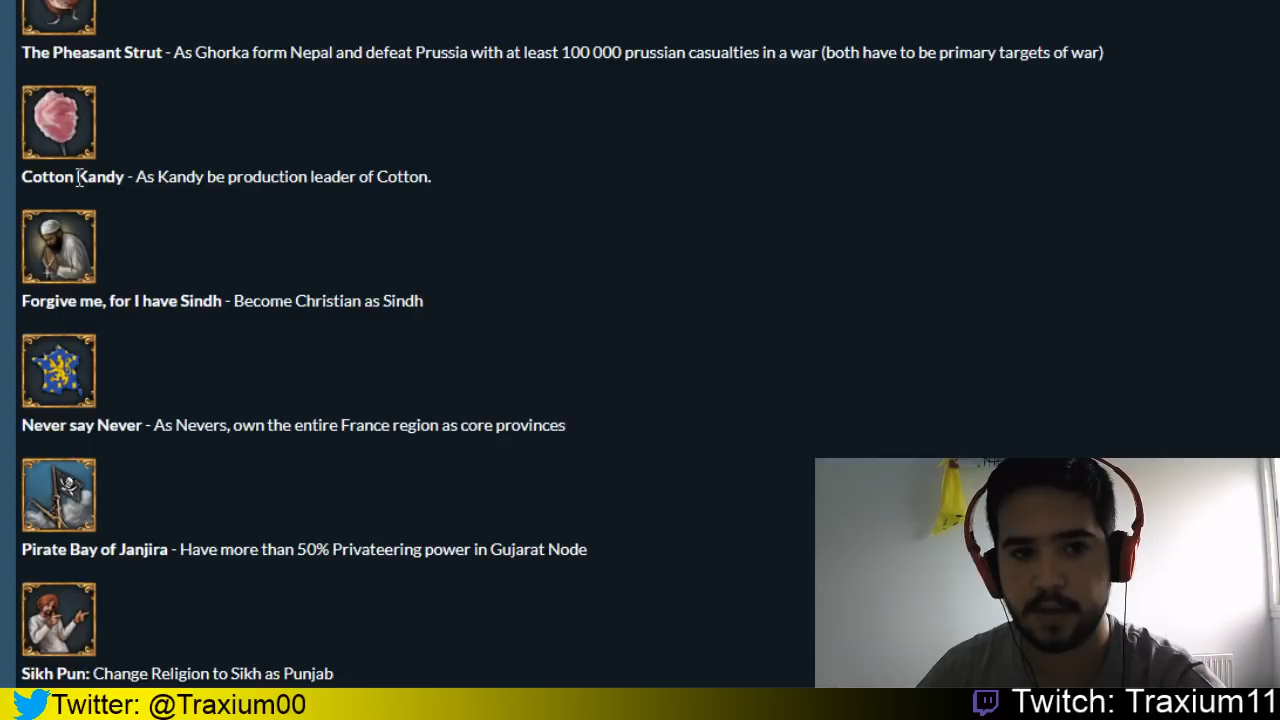 The Pheasant Strut - As Ghorka form Nepal and defeat Prussia with at least 100 000 prussian casualties in a war (both have to be primary targets of war)
Cotton Kandy - As Kandy be production leader of Cotton.
Forgive me, for I have Sindh - Become Christian as Sindh
Never say Never - As Nevers, own the entire France region as core provinces
Pirate Bay of Janjira - Have more than 50% Privateering power in Gujarat Node
Sikh Pun: Change Religion to Sikh as Punjab
Twitter: @Traxium00
Twitch: Traxium11